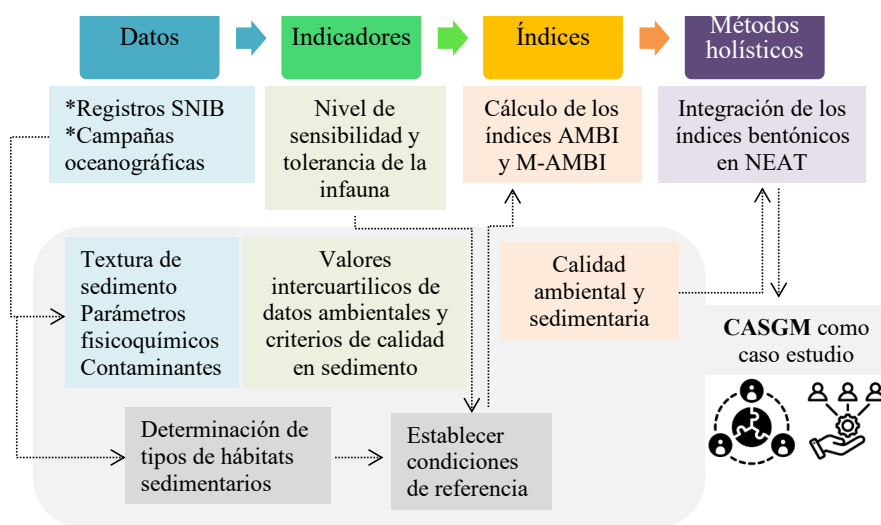 Datos
Indicadores
Índices
Métodos
holísticos
*Registros SNIB
*Campañas
oceanográficas
Nivel de
sensibilidad y
tolerancia de la
infauna
Cálculo de los
índices AMBI
y M-AMBI
Integración de los
índices bentónicos
en NEAT
Textura de
sedimento
Parámetros
fisicoquímicos
Contaminantes
Valores
intercuartilicos de
datos ambientales y
criterios de calidad
en sedimento
Calidad
ambiental y
sedimentaria
CASGM como
caso estudio
Determinación de
tipos de hábitats
sedimentarios
Establecer
condiciones
de referencia